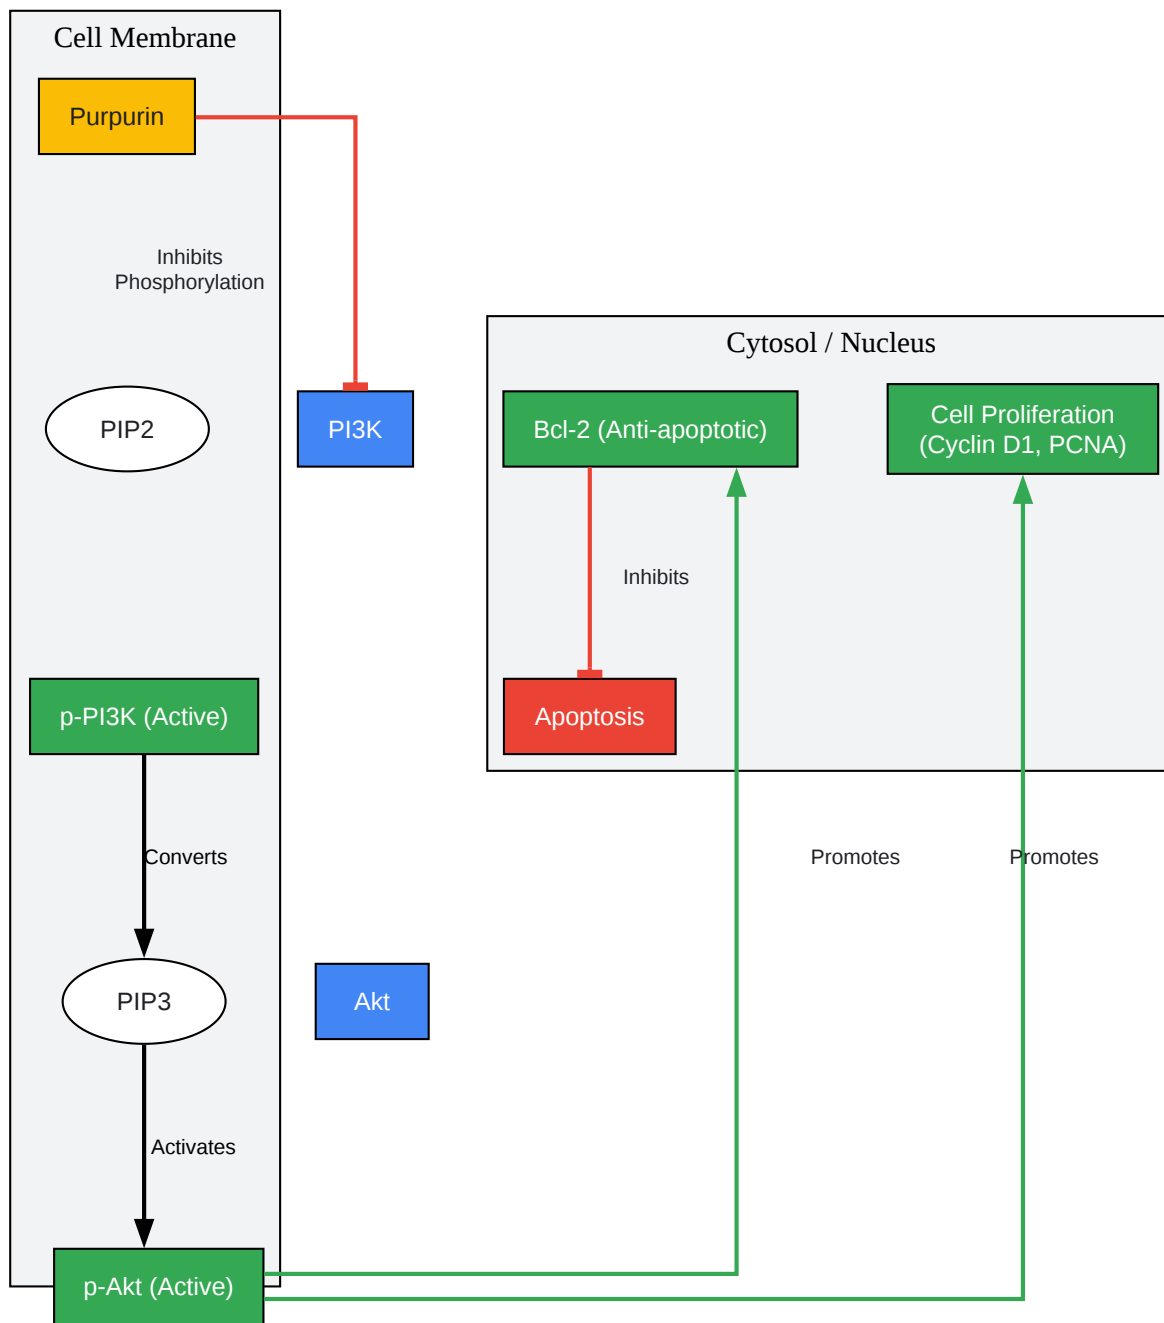 Cell Membrane
Purpurin
Inhibits
Phosphorylation
PIP2
PI3K
Cytosol / Nucleus
Bcl-2 (Anti-apoptotic)
Cell Proliferation
(Cyclin D1, PCNA)
Inhibits
p-PI3K (Active)
Apoptosis
Converts
Promotes
Promotes
PIP3
Akt
Activates
p-Akt (Active)